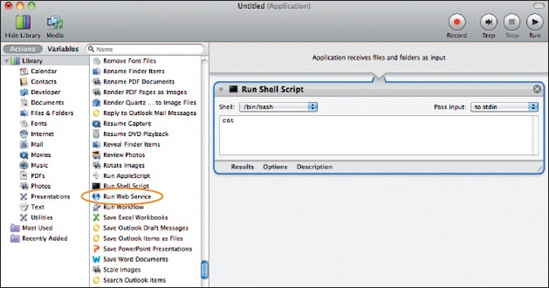 Untitled (Application)
Hide Library
Media
Record
Step
Stop
Run
Actions
Variables
Name
Library
Calendar
Contacts
Developer
Documents
Files & Folders
Fonts
Internet
Mail
Movies
Music
PDFs
Photos
Presentations
Text
Utilities
Most Used
Recently Added
Remove Font Files
Rename Finder Items
Rename PDF Documents
Render PDF Pages as Images
Render Quartz ... to Image Files
Reply to Outlook Mail Messages
Resume Capture
Resume DVD Playback
Reveal Finder Items
Review Photos
Rotate Images
Run AppleScript
Run Shell Script
Run Web Service
Run Workflow
Save Excel Workbooks
Save Outlook Draft Messages
Save Outlook Items as Files
Save PowerPoint Presentations
Save Word Documents
Scale Images
Search Outlook Items
Application receives files and folders as input
Run Shell Script
Shell: /bin/bash
Pass input: to stdin
cat
Results Options Description